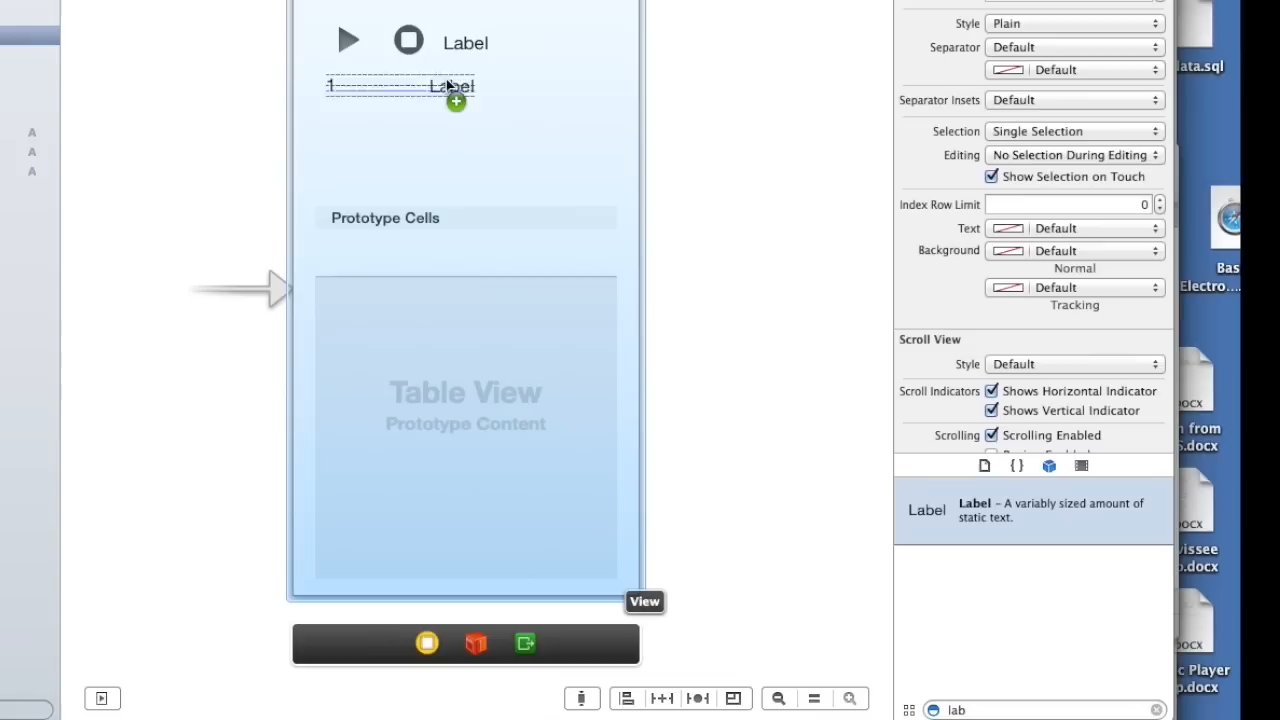 Label
1
Label
Prototype Cells
Table View
Prototype Content
View
A
A
A
Style Plain
Separator Default
Default
Separator Insets Default
Selection Single Selection
Editing No Selection During Editing
Show Selection on Touch
Index Row Limit 0
Text Default
Background Default
Normal
Default
Tracking
Scroll View
Style Default
Scroll Indicators Shows Horizontal Indicator
Shows Vertical Indicator
Scrolling Scrolling Enabled
Label Label – A variably sized amount of
static text.
lab
ata.sql
Bas
Electro....
DOCX
n from
S.docx
OCX
vissee
p.docx
OCX
c Player
p.docx